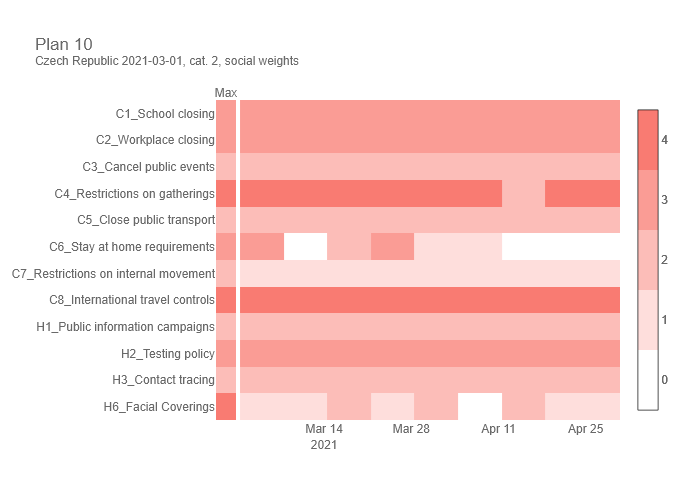 Plan 10
Czech Republic 2021-03-01, cat. 2, social weights
Max
C1_School closing
C2_Workplace closing
C3_Cancel public events
C4_Restrictions on gatherings
C5_Close public transport
C6_Stay at home requirements
C7_Restrictions on internal movement
C8_International travel controls
H1_Public information campaigns
H2_Testing policy
H3_Contact tracing
H6_Facial Coverings
Mar 14 Mar 28 Apr 11 Apr 25
2021
4
3
2
1
0